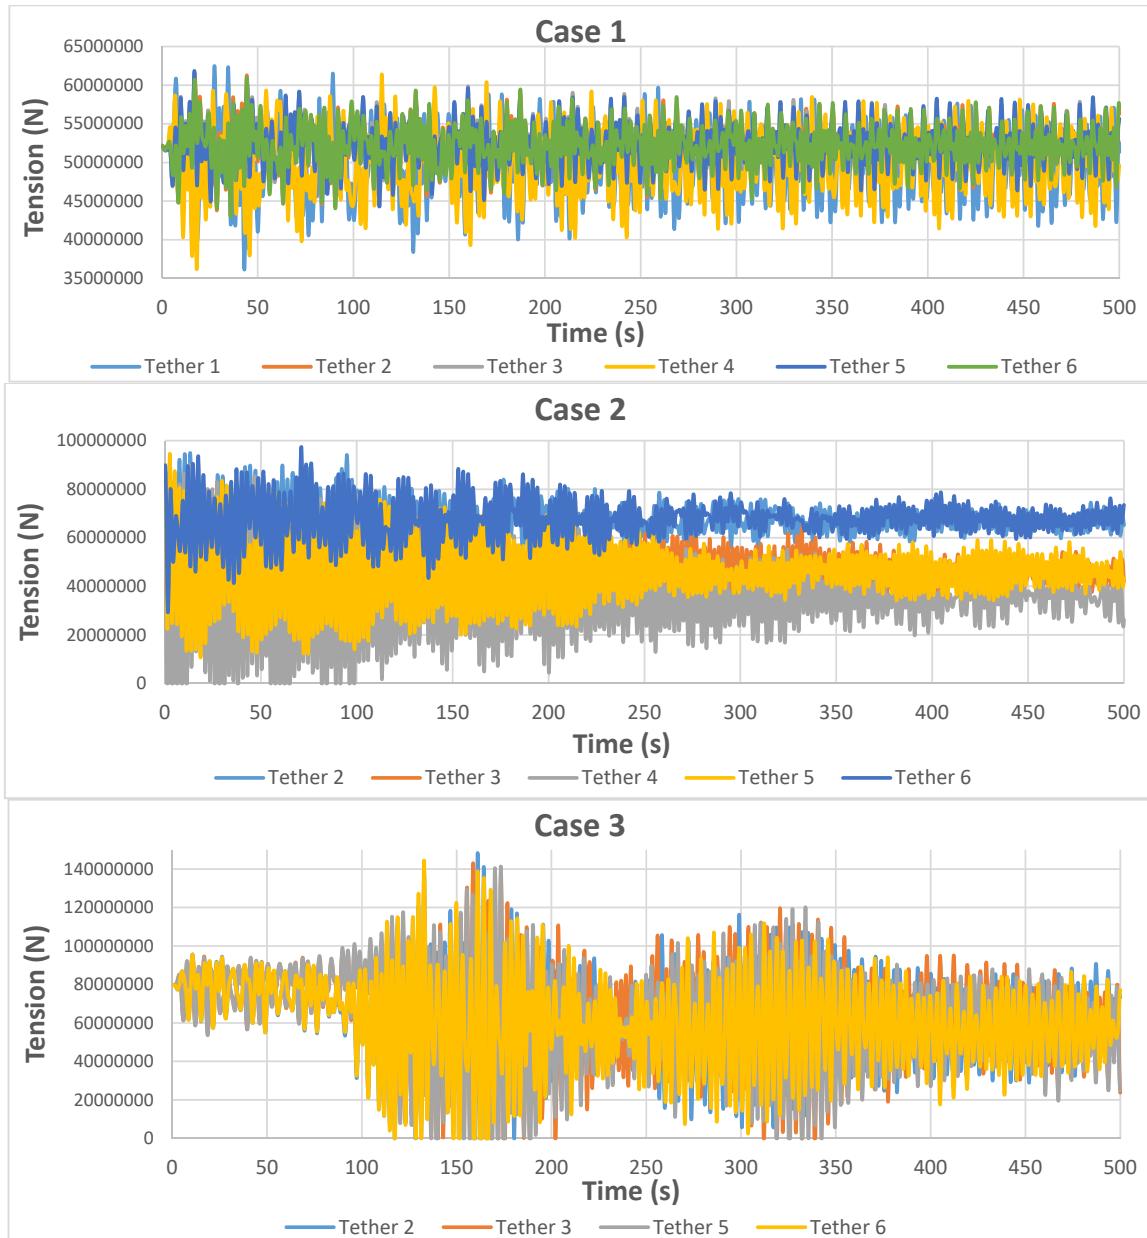 Case 1
Tension (N)
65000000
60000000
55000000
50000000
45000000
40000000
35000000
0 50 100 150 200 250 300 350 400 450 500
Time (s)
Tether 1 Tether 2 Tether 3 Tether 4 Tether 5 Tether 6
Case 2
Tension (N)
100000000
80000000
60000000
40000000
20000000
0
0 50 100 150 200 250 300 350 400 450 500
Time (s)
Tether 2 Tether 3 Tether 4 Tether 5 Tether 6
Case 3
Tension (N)
140000000
120000000
100000000
80000000
60000000
40000000
20000000
0
0 50 100 150 200 250 300 350 400 450 500
Time (s)
Tether 2 Tether 3 Tether 5 Tether 6